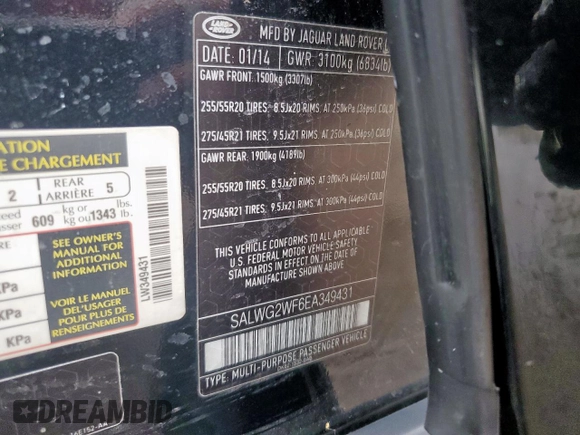 LAND-ROVER
MFD BY JAGUAR LAND ROVER
DATE: 01/14 GWR: 3100kg (6834lb)
GAWR FRONT: 1500kg (3307lb)
255/55R20 TIRES: 8.5Jx20 RIMS. AT 250kPa (36psi) COLD
275/45R21 TIRES: 9.5Jx21 RIMS AT 250kPa (36psi) COLD
GAWR REAR: 1900kg (4189lb)
255/55R20 TIRES: 8.5Jx20 RIMS. AT 300kPa (44psi) COLD
275/45R21 TIRES: 9.5Jx21 RIMS AT 300kPa (44psi) COLD
THIS VEHICLE CONFORMS TO ALL APPLICABLE
U.S. FEDERAL MOTOR VEHICLE SAFETY
STANDARDS IN EFFECT ON THE DATE OF
MANUFACTURE SHOWN ABOVE
SALWG2WF6EA349431
TYPE: MULTI-PURPOSE PASSENGER VEHICLE
ATION
E CHARGEMENT
2 REAR ARRIÈRE 5
609 kg or kg ou 1343 lbs. lb.
SEE OWNER'S
MANUAL FOR
ADDITIONAL
INFORMATION
VOIR LE MANUEL
DE L'USAGER
POUR PLUS DE
RENSEIGNEMENTS
KPa
KPa
KPa
LW349431
DREAMBID